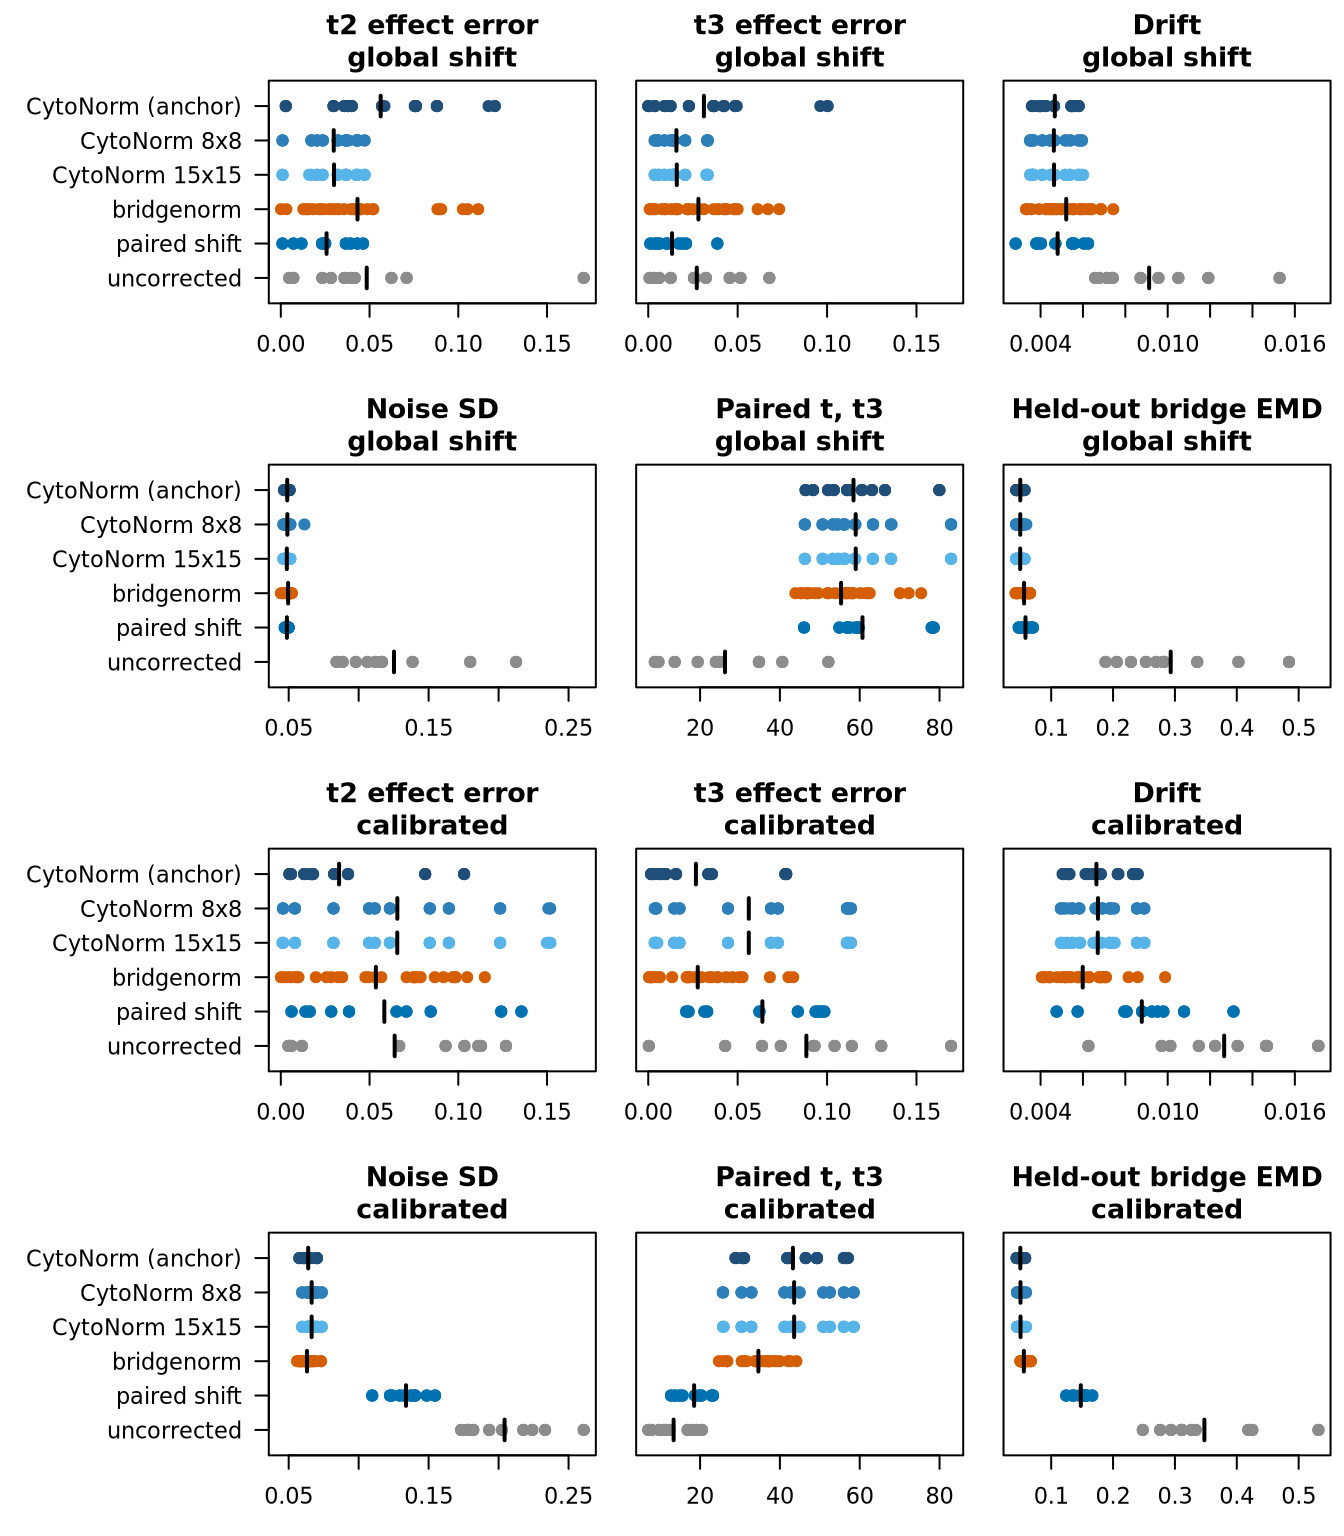 t2 effect error
global shift
t3 effect error
global shift
Drift
global shift
CytoNorm (anchor)
CytoNorm 8x8
CytoNorm 15x15
bridgenorm
paired shift
uncorrected
0.00 0.05 0.10 0.15
0.00 0.05 0.10 0.15
0.004 0.010 0.016
Noise SD
global shift
Paired t, t3
global shift
Held-out bridge EMD
global shift
CytoNorm (anchor)
CytoNorm 8x8
CytoNorm 15x15
bridgenorm
paired shift
uncorrected
0.05 0.15 0.25
20 40 60 80
0.1 0.2 0.3 0.4 0.5
t2 effect error
calibrated
t3 effect error
calibrated
Drift
calibrated
CytoNorm (anchor)
CytoNorm 8x8
CytoNorm 15x15
bridgenorm
paired shift
uncorrected
0.00 0.05 0.10 0.15
0.00 0.05 0.10 0.15
0.004 0.010 0.016
Noise SD
calibrated
Paired t, t3
calibrated
Held-out bridge EMD
calibrated
CytoNorm (anchor)
CytoNorm 8x8
CytoNorm 15x15
bridgenorm
paired shift
uncorrected
0.05 0.15 0.25
20 40 60 80
0.1 0.2 0.3 0.4 0.5